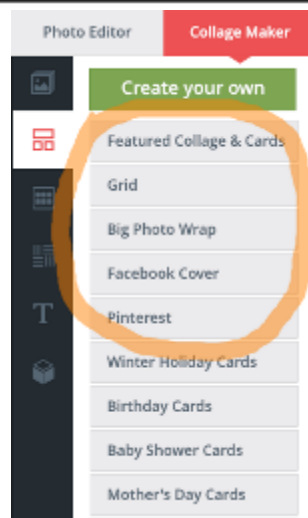 Photo Editor
Collage Maker
Create your own
Featured Collage & Cards
Grid
Big Photo Wrap
Facebook Cover
Pinterest
T
Winter Holiday Cards
Birthday Cards
Baby Shower Cards
Mother's Day Cards